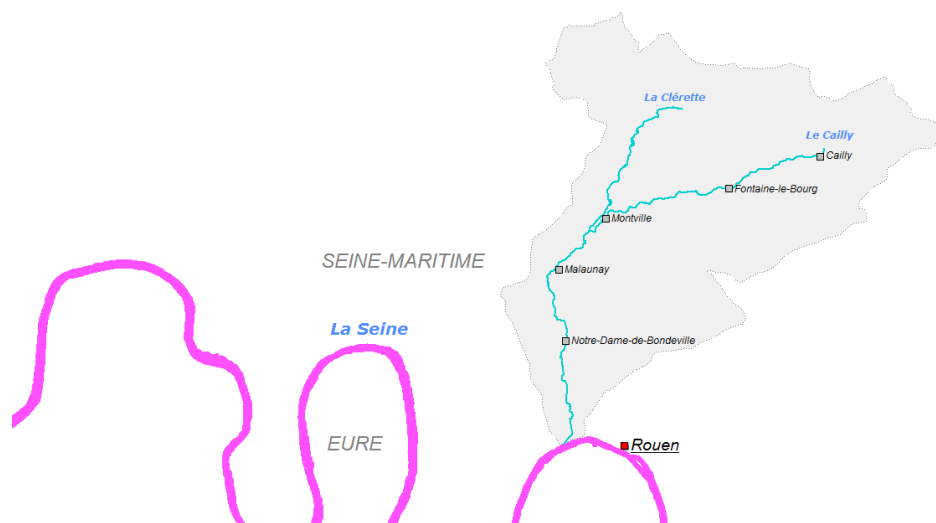 La Clérette
Le Cailly
Cailly
Fontaine-le-Bourg
Montville
SEINE-MARITIME
Malaunay
La Seine
Notre-Dame-de-Bondeville
EURE
Rouen